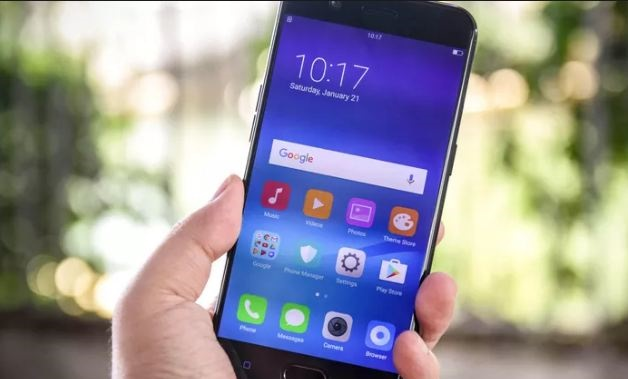 10:17
10:17
Saturday, January 21
Google
Music Videos Photos Theme Store
Google Phone Manager Settings Play Store
Phone Messages Camera Browser